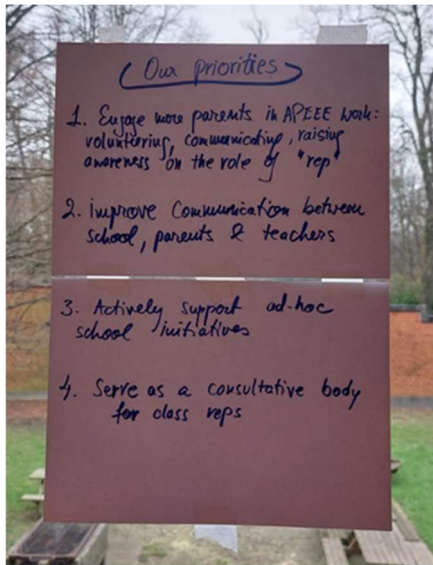 Our priorities
1. Engage more parents in APEEE work:
volunteering, communicating, raising
awareness on the role of "rep"
2. improve communication between
school, parents & teachers
3. Actively support ad-hoc
school initiatives
4. Serve as a consultative body
for class reps